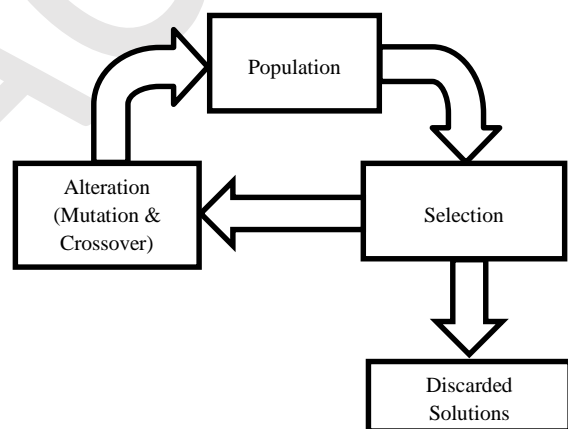 Population
Alteration
(Mutation &
Crossover)
Selection
Discarded
Solutions